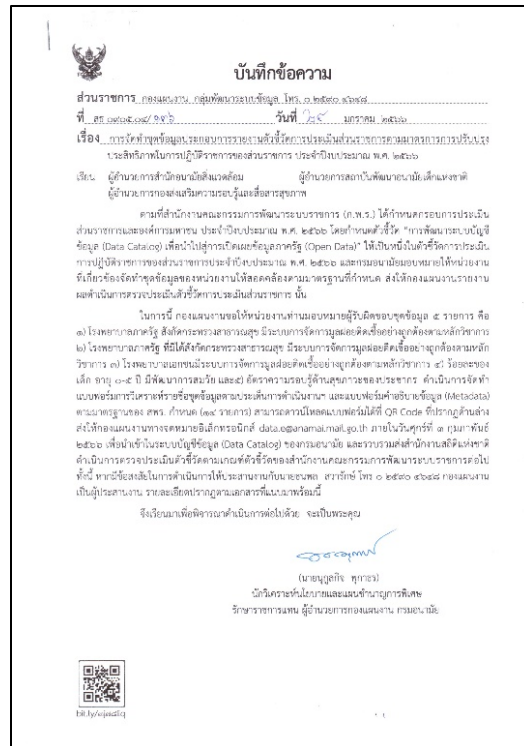 บันทึกข้อความ
ส่วนราชการ กองแผนงาน กลุ่มพัฒนาระบบข้อมูล โทร. ๐ ๒๕๙๐ ๔๖๔๘
ที่ สธ ๐๙๐๕.๐๔/ วันที่ มกราคม ๒๕๖๖
เรื่อง การจัดทำชุดข้อมูลประกอบการรายงานตัวชี้วัดการประเมินส่วนราชการตามมาตรการการปรับปรุง
ประสิทธิภาพในการปฏิบัติราชการของส่วนราชการ ประจำปีงบประมาณ พ.ศ. ๒๕๖๖
เรียน ผู้อำนวยการสำนักอนามัยสิ่งแวดล้อม ผู้อำนวยการสถาบันพัฒนาอนามัยเด็กแห่งชาติ
ผู้อำนวยการกองส่งเสริมความรอบรู้และสื่อสารสุขภาพ
ตามที่สำนักงานคณะกรรมการพัฒนาระบบราชการ (ก.พ.ร.) ได้กำหนดกรอบการประเมิน
ส่วนราชการและองค์การมหาชน ประจำปีงบประมาณ พ.ศ. ๒๕๖๖ โดยกำหนดตัวชี้วัด "การพัฒนาระบบบัญชี
ข้อมูล (Data Catalog) เพื่อนำไปสู่การเปิดเผยข้อมูลภาครัฐ (Open Data)" ให้เป็นหนึ่งในตัวชี้วัดการประเมิน
การปฏิบัติราชการของส่วนราชการ ประจำปีงบประมาณ พ.ศ. ๒๕๖๖ และกรมอนามัยมอบหมายให้หน่วยงาน
ที่เกี่ยวข้องจัดทำชุดข้อมูลของหน่วยงานให้สอดคล้องตามมาตรฐานที่กำหนด ส่งให้กองแผนงานรายงาน
ผลดำเนินการตรวจประเมินตัวชี้วัดการประเมินส่วนราชการ นั้น
ในการนี้ กองแผนงานขอให้หน่วยงานท่านมอบหมายผู้รับผิดชอบชุดข้อมูล ๕ รายการ คือ
๑) โรงพยาบาลภาครัฐ สังกัดกระทรวงสาธารณสุข มีระบบการจัดการมูลฝอยติดเชื้ออย่างถูกต้องตามหลักวิชาการ
๒) โรงพยาบาลภาครัฐ ที่มิได้สังกัดกระทรวงสาธารณสุข มีระบบการจัดการมูลฝอยติดเชื้ออย่างถูกต้องตามหลัก
วิชาการ ๓) โรงพยาบาลเอกชนมีระบบการจัดการมูลฝอยติดเชื้ออย่างถูกต้องตามหลักวิชาการ ๔) ร้อยละของ
เด็ก อายุ ๐-๕ ปี มีพัฒนาการสมวัย และ๕) อัตราความรอบรู้ด้านสุขภาวะของประชากร ดำเนินการจัดทำ
แบบฟอร์มการวิเคราะห์รายชื่อชุดข้อมูลตามประเด็นการดำเนินงานฯ และแบบฟอร์มคำอธิบายข้อมูล (Metadata)
ตามมาตรฐานของ สพร. กำหนด (๑๔ รายการ) สามารถดาวน์โหลดแบบฟอร์มได้ที่ QR Code ที่ปรากฏด้านล่าง
ส่งให้กองแผนงานทางจดหมายอิเล็กทรอนิกส์ data.e@anamai.mail.go.th ภายในวันศุกร์ที่ ๓ กุมภาพันธ์
๒๕๖๖ เพื่อนำเข้าในระบบบัญชีข้อมูล (Data Catalog) ของกรมอนามัย และรวบรวมส่งสำนักงานสถิติแห่งชาติ
ดำเนินการตรวจประเมินตัวชี้วัดตามเกณฑ์ตัวชี้วัดของสำนักงานคณะกรรมการพัฒนาระบบราชการต่อไป
ทั้งนี้ หากมีข้อสงสัยในการดำเนินการให้ประสานงานกับนายธนพล โทร ๐ ๒๕๙๐ ๔๖๔๘ กองแผนงาน
เป็นผู้ประสานงาน รายละเอียดปรากฏตามเอกสารที่แนบมาพร้อมนี้
จึงเรียนมาเพื่อพิจารณาดำเนินการต่อไปด้วย จะเป็นพระคุณ
(นายนุกูลกิจ พุกาธร)
นักวิเคราะห์นโยบายและแผนชำนาญการพิเศษ
รักษาราชการแทน ผู้อำนวยการกองแผนงาน กรมอนามัย